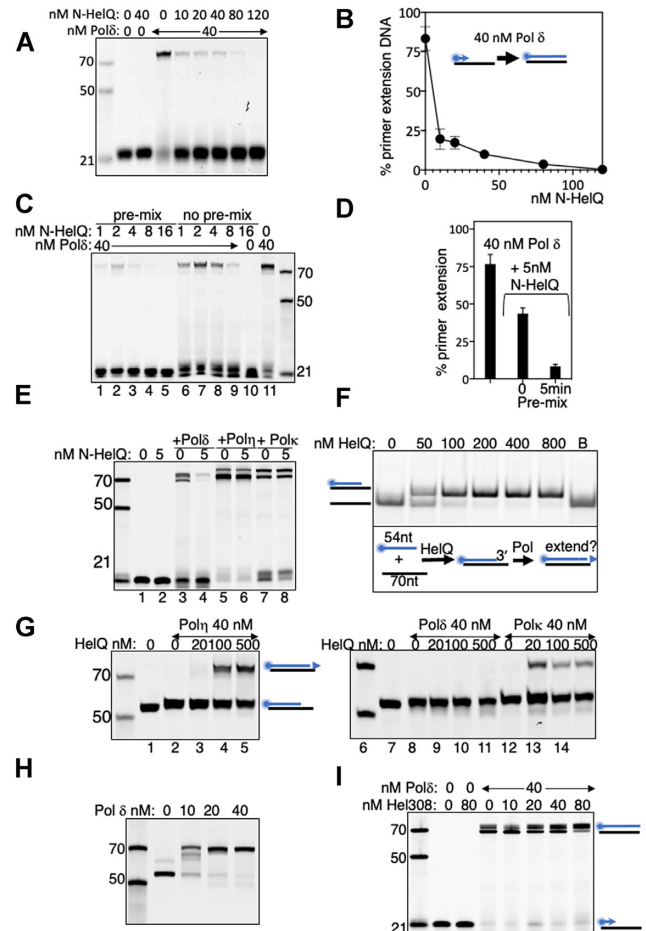 A
nM N-HelQ: 0 40 0 10 20 40 80 120
nM Polδ: 0 0 40
70
50
21
B
% primer extension DNA
100
75
50
25
0
40 nM Pol δ
0 50 100
nM N-HelQ
C
pre-mix no pre-mix
nM N-HelQ: 1 2 4 8 16 1 2 4 8 16 0
nM Polδ: 40 0 40
70
50
21
1 2 3 4 5 6 7 8 9 10 11
D
% primer extension
100
75
50
25
0
40 nM Pol δ
+ 5nM
N-HelQ
0 5min
Pre-mix
E
+Polδ +Polη + Polκ
nM N-HelQ: 0 5 0 5 0 5 0 5
70
50
21
1 2 3 4 5 6 7 8
F
nM HelQ: 0 50 100 200 400 800 B
54nt
+
70nt
HelQ
3'
Pol
extend?
G
Polη 40 nM
HelQ nM: 0 0 20 100 500
70
50
1 2 3 4 5
Polδ 40 nM Polκ 40 nM
HelQ nM: 0 0 20 100 500 0 20 100 500
6 7 8 9 10 11 12 13 14
H
Pol δ nM: 0 10 20 40
70
50
I
nM Polδ: 0 0 40
nM Hel308: 0 80 0 10 20 40 80
70
50
21